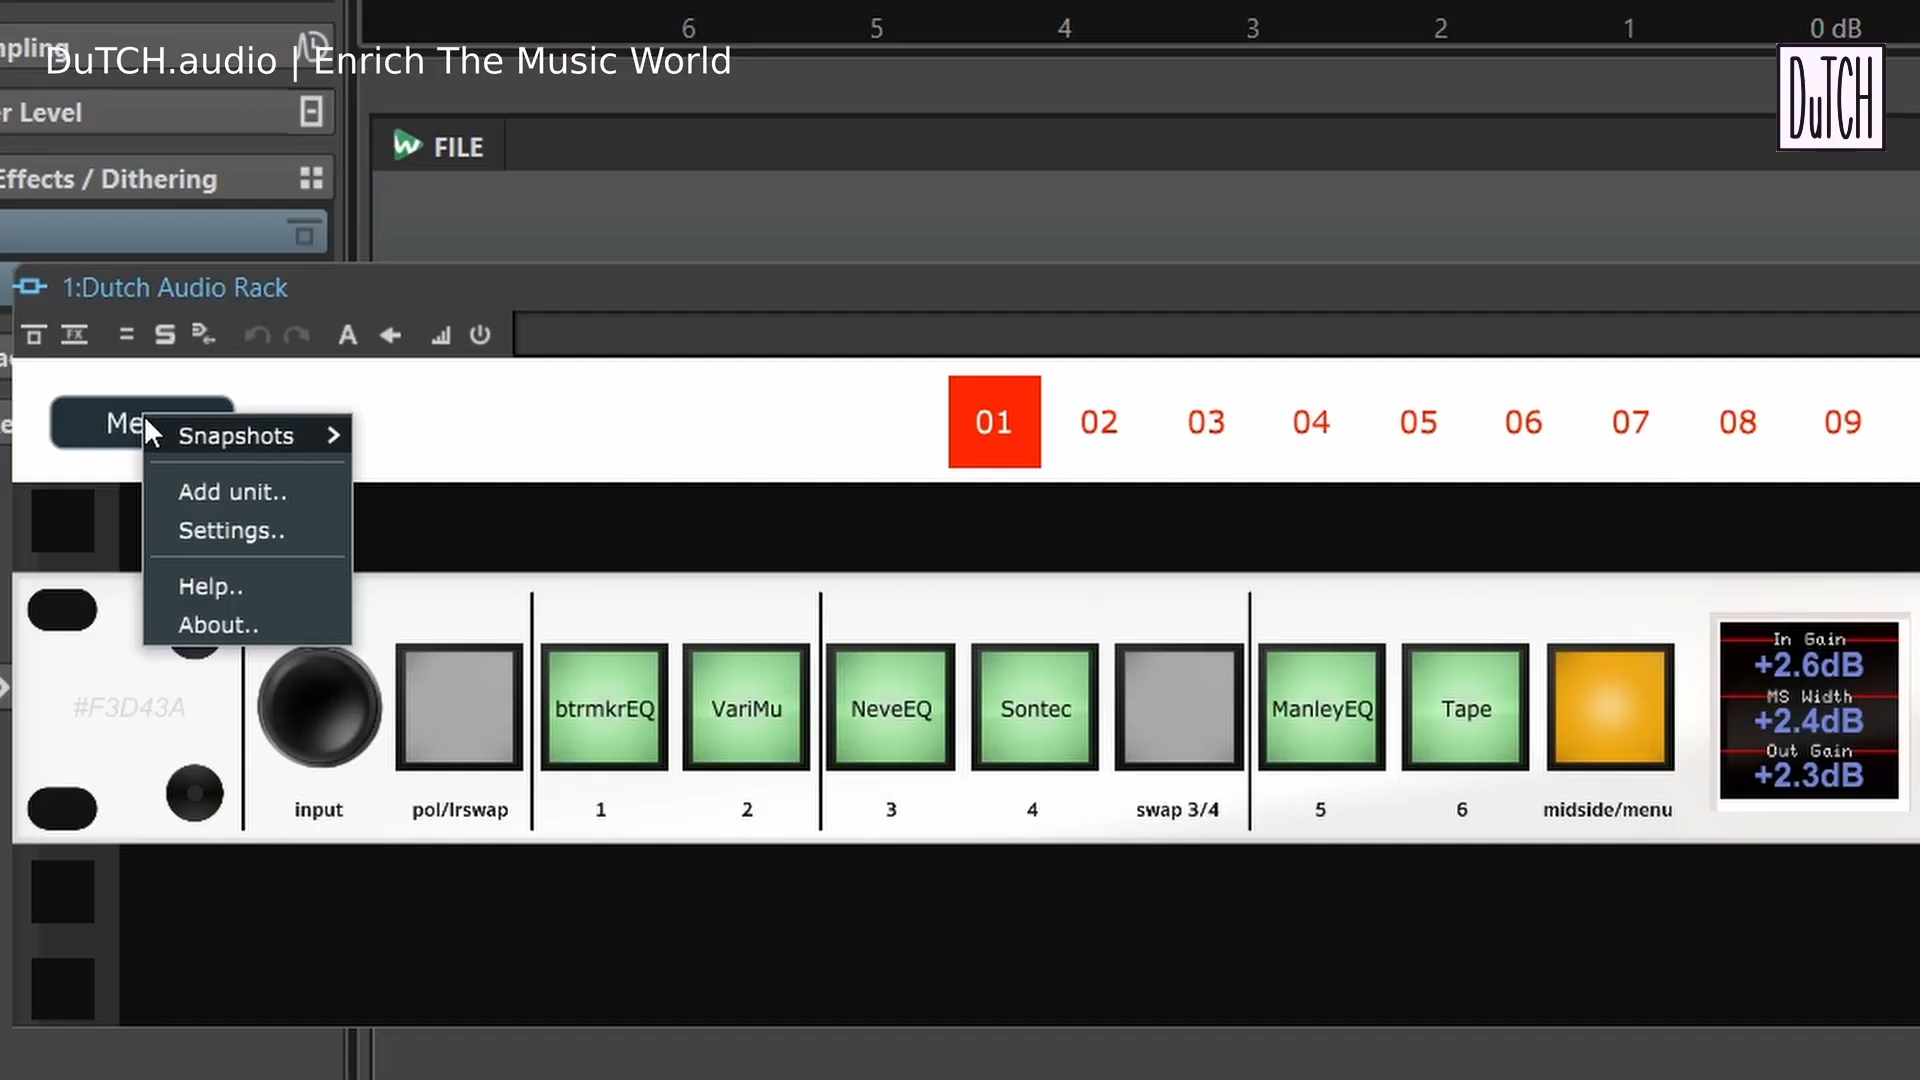 6 5 4 3 2 1 0 dB
DuTCH.audio | Enrich The Music World
DuTCH
r Level
FILE
Effects / Dithering
1:Dutch Audio Rack
FX = S A
Me
01 02 03 04 05 06 07 08 09
Snapshots
Add unit..
Settings..
Help..
About..
#F3D43A
btrmkrEQ VariMu NeveEQ Sontec ManleyEQ Tape
In Gain
+2.6dB
MS Width
+2.4dB
Out Gain
+2.3dB
input pol/lrswap 1 2 3 4 swap 3/4 5 6 midside/menu